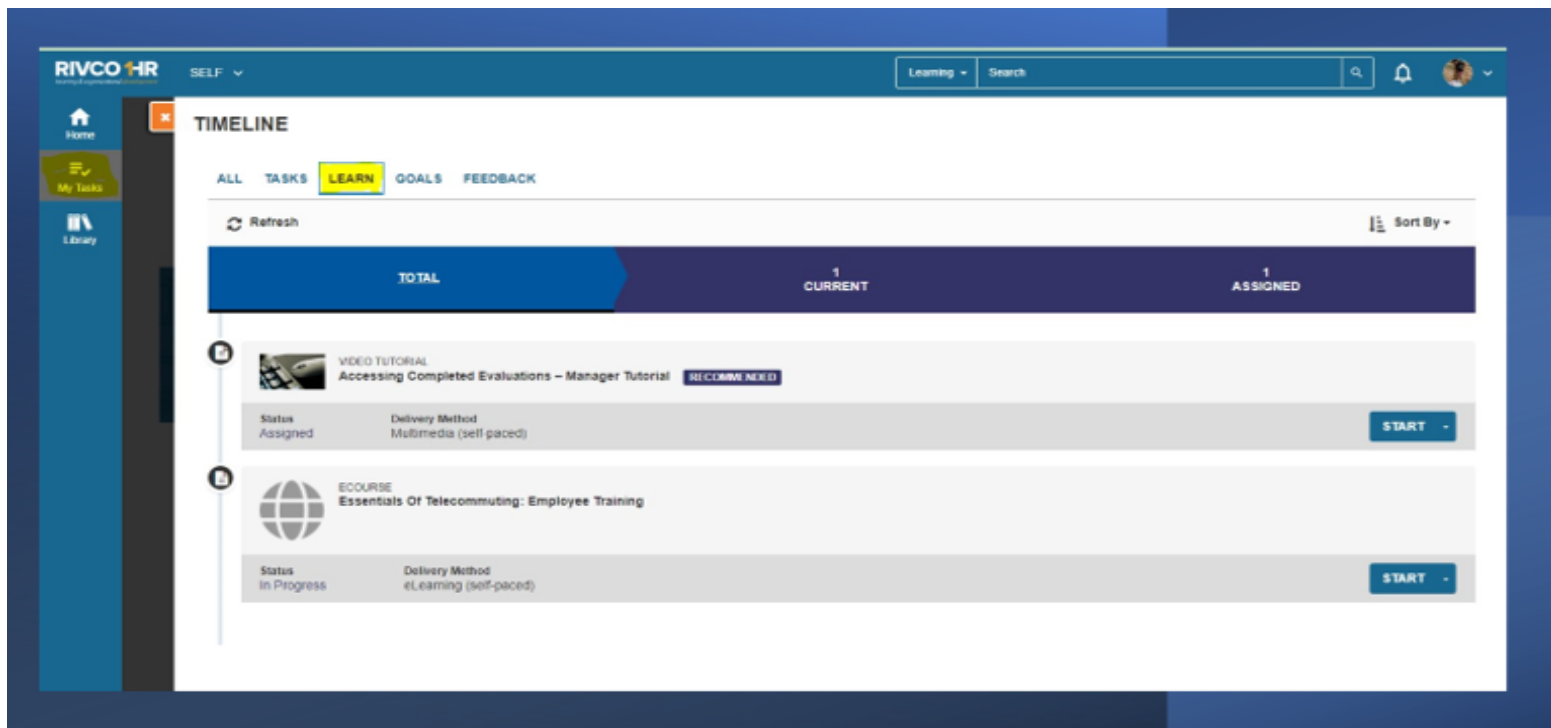 RIVCO 1HR
SELF
Learning
Search
Home
My Tasks
Library
TIMELINE
ALL TASKS LEARN GOALS FEEDBACK
Refresh
Sort By
TOTAL
1
CURRENT
1
ASSIGNED
VIDEO TUTORIAL
Accessing Completed Evaluations – Manager Tutorial RECOMMENDED
Status Delivery Method
Assigned Multimedia (self-paced)
START
ECOURSE
Essentials Of Telecommuting: Employee Training
Status Delivery Method
In Progress eLearning (self-paced)
START